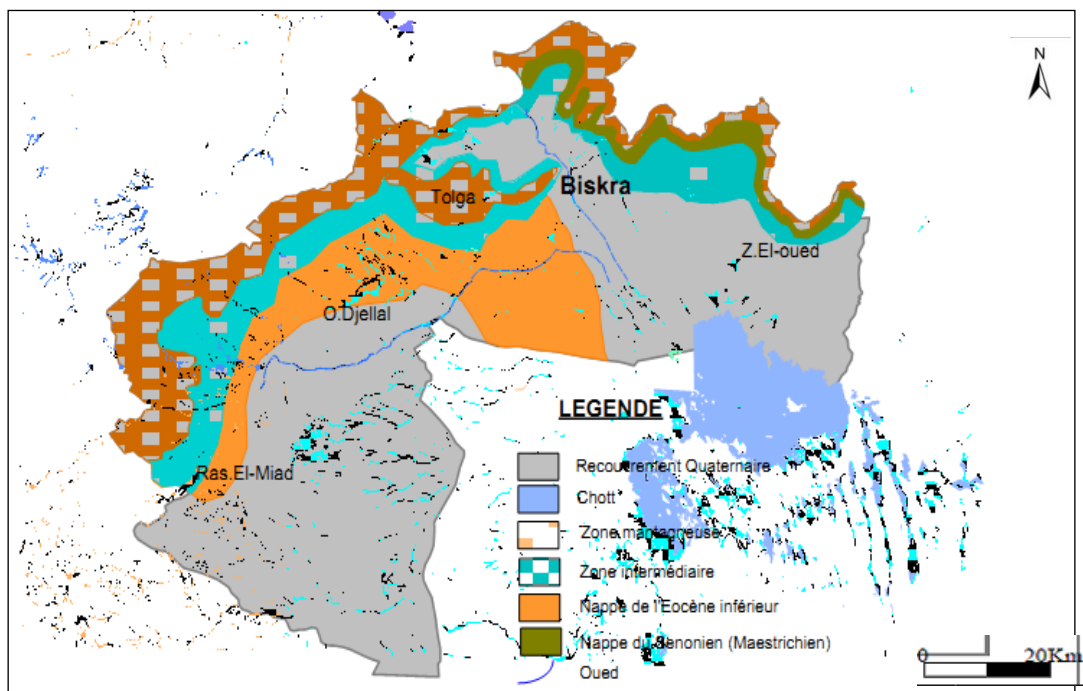 N
Tolga
Biskra
Z.El-oued
O.Djellal
Ras.El-Miad
LEGENDE
Recouvrement Quaternaire
Chott
Zone mantagneuse
Zone intermédiaire
Nappe de l'Eocène inférieur
Nappe du Senonien (Maestrichien)
Oued
0 20Km